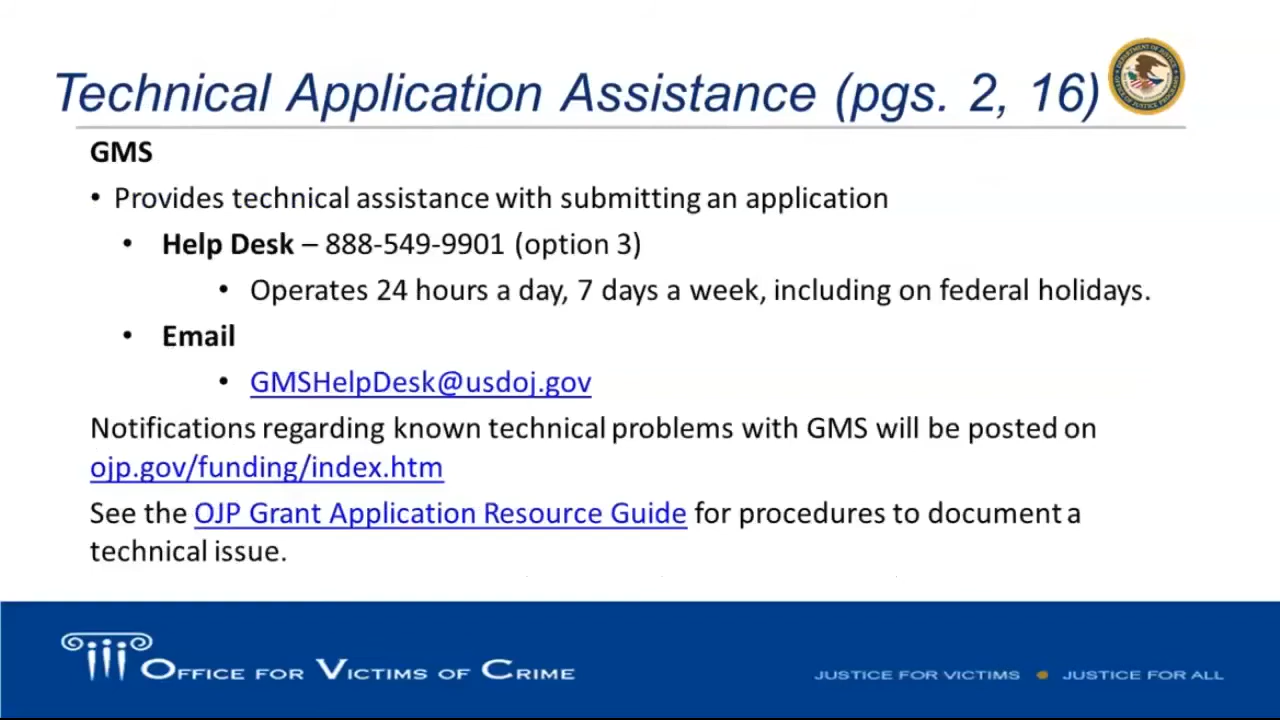 Technical Application Assistance (pgs. 2, 16)
GMS
• Provides technical assistance with submitting an application
• Help Desk – 888-549-9901 (option 3)
• Operates 24 hours a day, 7 days a week, including on federal holidays.
• Email
• GMSHelpDesk@usdoj.gov
Notifications regarding known technical problems with GMS will be posted on
ojp.gov/funding/index.htm
See the OJP Grant Application Resource Guide for procedures to document a
technical issue.
OFFICE FOR VICTIMS OF CRIME
JUSTICE FOR VICTIMS • JUSTICE FOR ALL